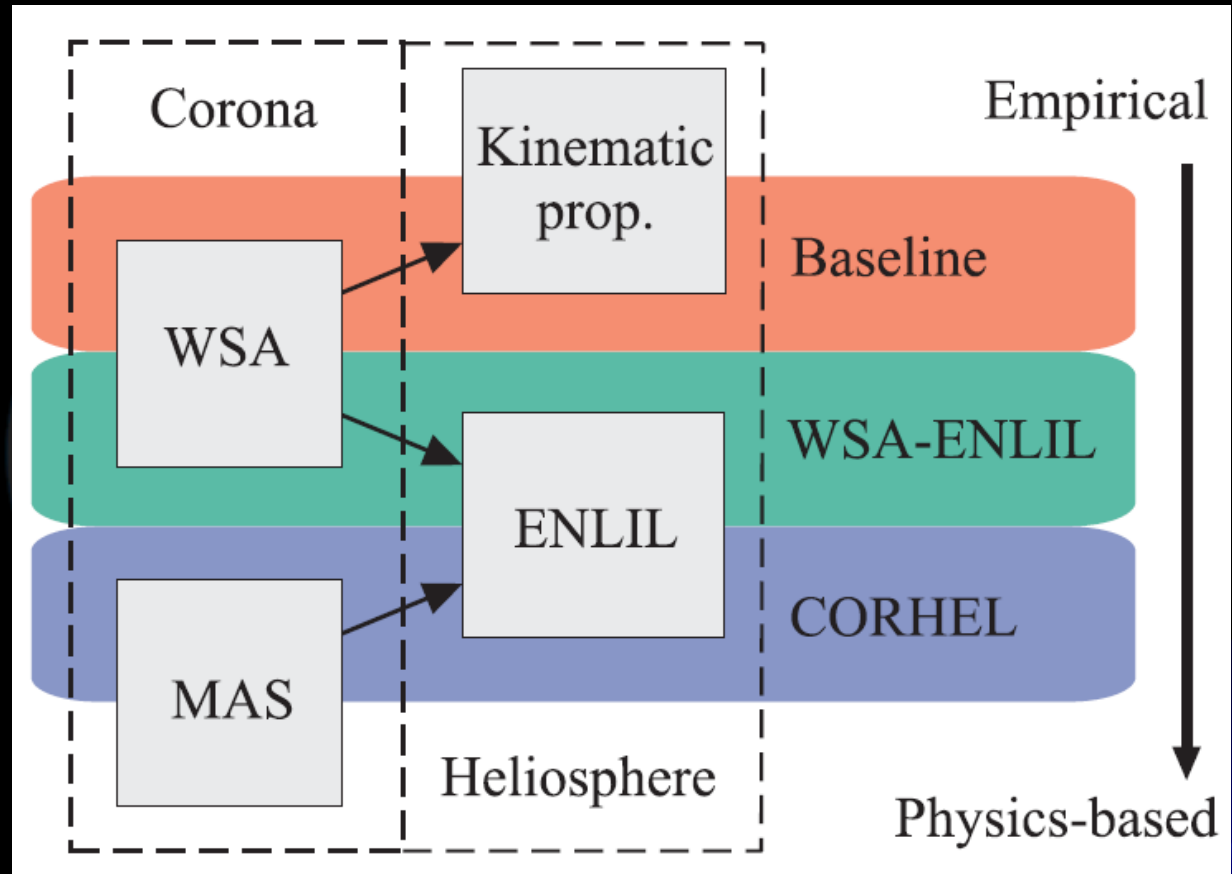 Corona
Empirical
Kinematic
prop.
Baseline
WSA
WSA-ENLIL
ENLIL
CORHEL
MAS
Heliosphere
Physics-based